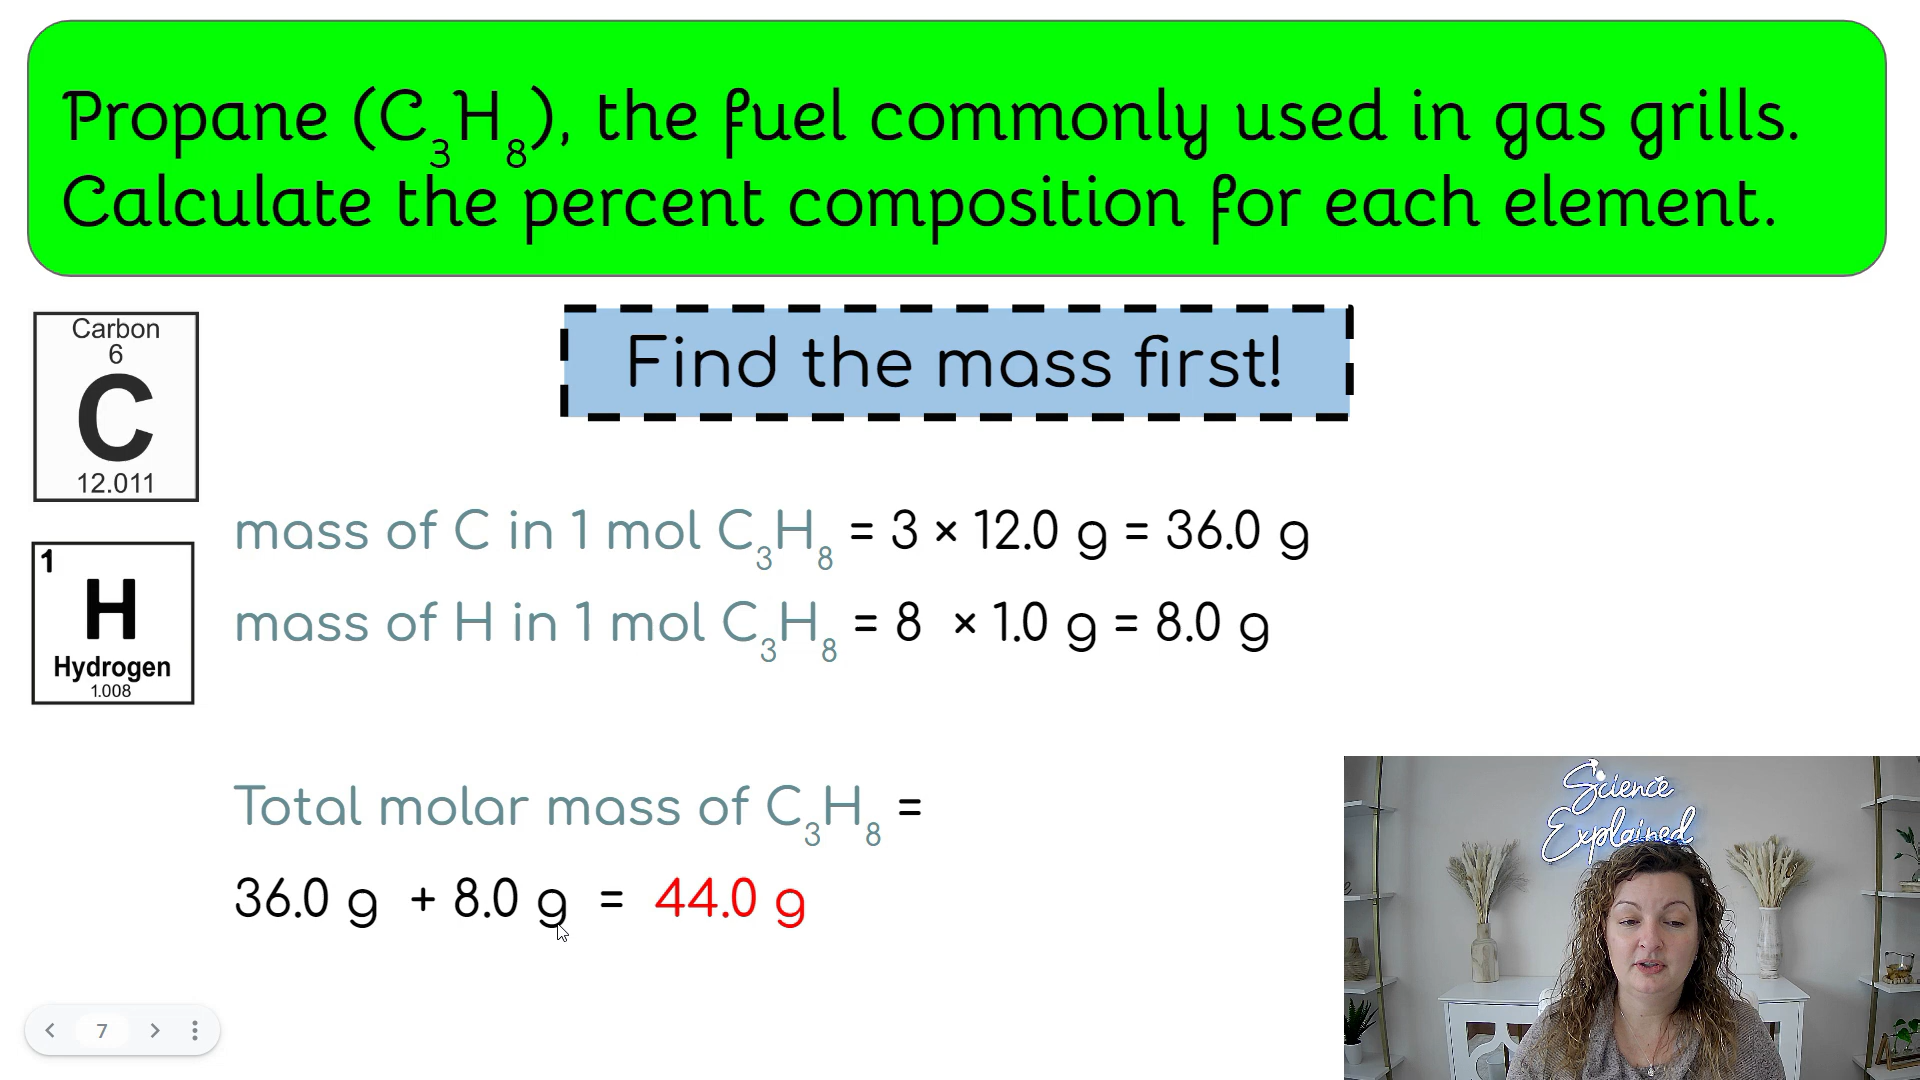 Propane (C₃H₈), the fuel commonly used in gas grills.
Calculate the percent composition for each element.
Carbon
6
C
12.011
Find the mass first!
mass of C in 1 mol C₃H₈ = 3 × 12.0 g = 36.0 g
1
H
Hydrogen
1.008
mass of H in 1 mol C₃H₈ = 8 × 1.0 g = 8.0 g
Total molar mass of C₃H₈ =
36.0 g + 8.0 g = 44.0 g
Science
Explained
7